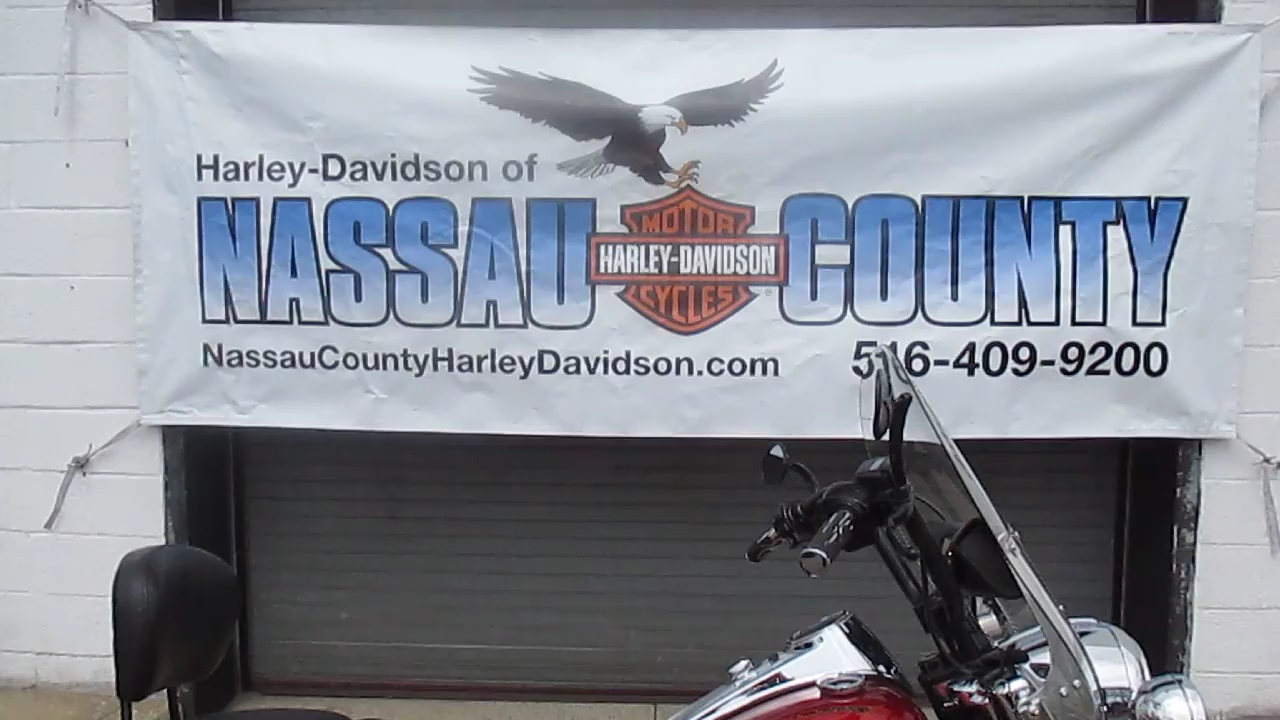 Harley-Davidson of
NASSAU COUNTY
MOTOR
HARLEY-DAVIDSON
CYCLES
NassauCountyHarleyDavidson.com 516-409-9200